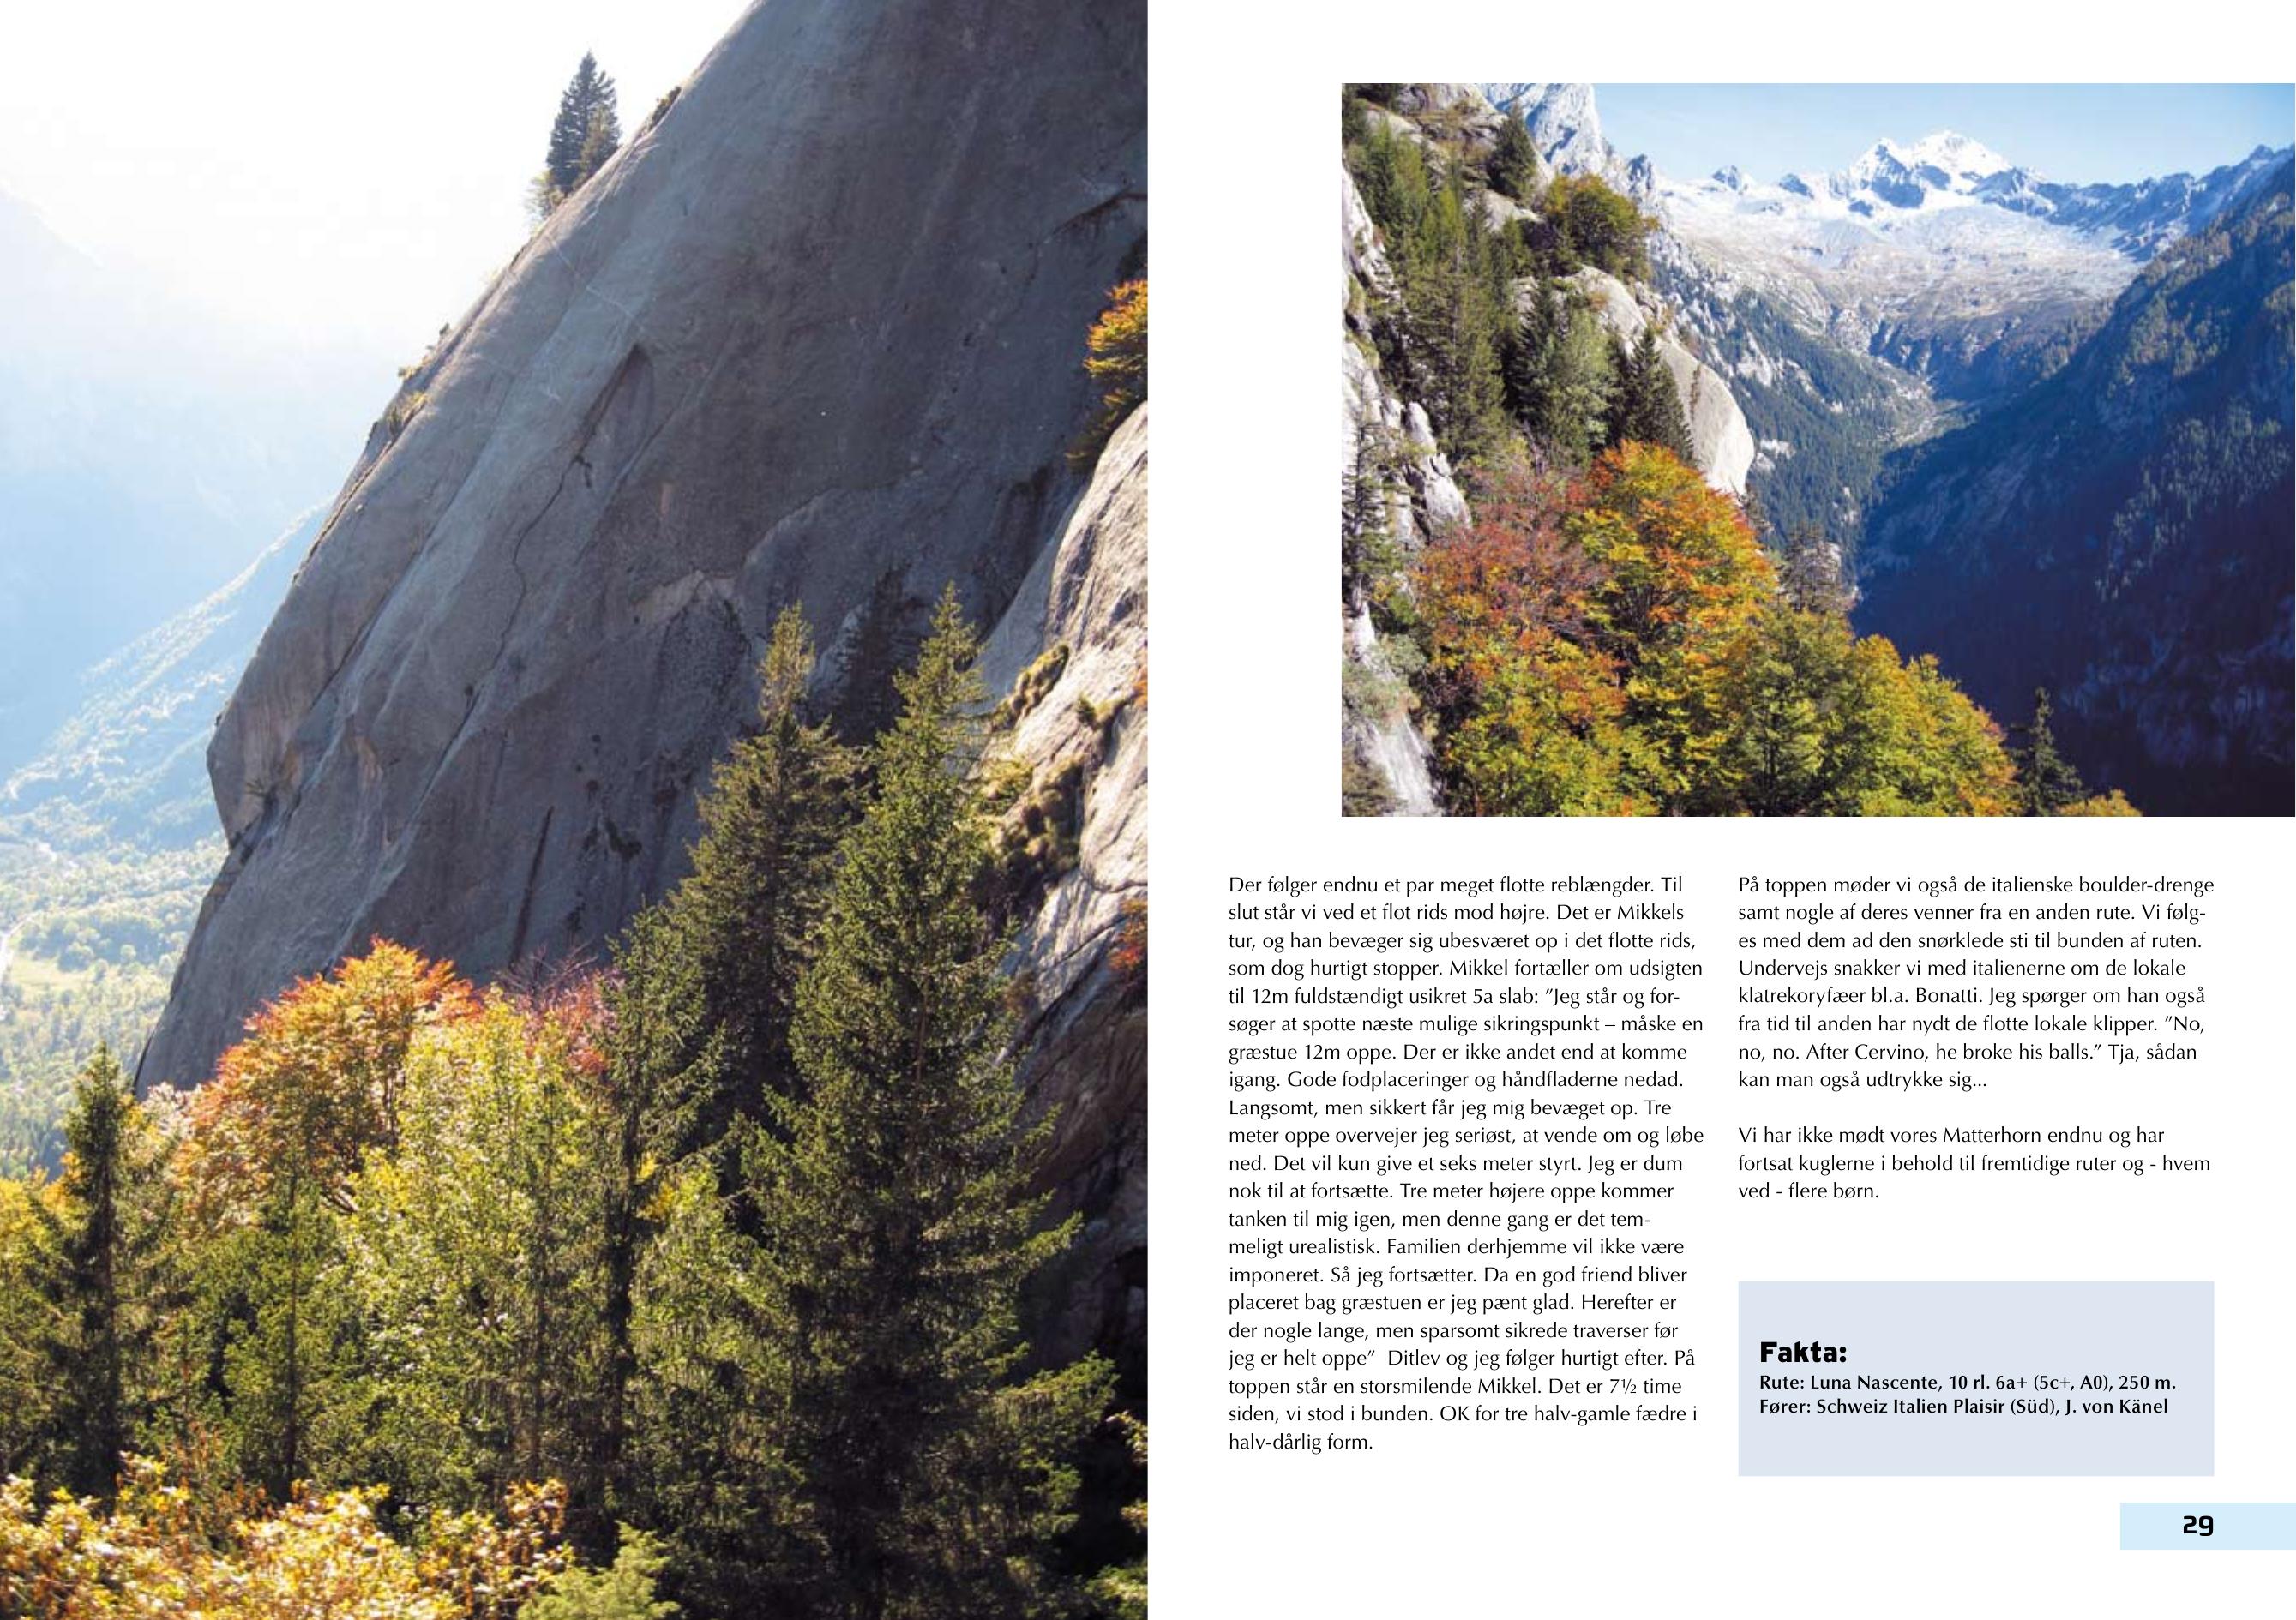 Der følger endnu et par meget flotte reblængder. Til
slut står vi ved et flot rids mod højre. Det er Mikkels
tur, og han bevæger sig ubesværet op i det flotte rids,
som dog hurtigt stopper. Mikkel fortæller om udsigten
til 12m fuldstændigt usikret 5a slab: ”Jeg står og for-
søger at spotte næste mulige sikringspunkt – måske en
græstue 12m oppe. Der er ikke andet end at komme
igang. Gode fodplaceringer og håndfladerne nedad.
Langsomt, men sikkert får jeg mig bevæget op. Tre
meter oppe overvejer jeg seriøst, at vende om og løbe
ned. Det vil kun give et seks meter styrt. Jeg er dum
nok til at fortsætte. Tre meter højere oppe kommer
tanken til mig igen, men denne gang er det tem-
meligt urealistisk. Familien derhjemme vil ikke være
imponeret. Så jeg fortsætter. Da en god friend bliver
placeret bag græstuen er jeg pænt glad. Herefter er
der nogle lange, men sparsomt sikrede traverser før
jeg er helt oppe”  Ditlev og jeg følger hurtigt efter. På
toppen står en storsmilende Mikkel. Det er 7½ time
siden, vi stod i bunden. OK for tre halv-gamle fædre i
halv-dårlig form.
På toppen møder vi også de italienske boulder-drenge
samt nogle af deres venner fra en anden rute. Vi følg-
es med dem ad den snørklede sti til bunden af ruten.
Undervejs snakker vi med italienerne om de lokale
klatrekoryfæer bl.a. Bonatti. Jeg spørger om han også
fra tid til anden har nydt de flotte lokale klipper. ”No,
no, no. After Cervino, he broke his balls.” Tja, sådan
kan man også udtrykke sig...
Vi har ikke mødt vores Matterhorn endnu og har
fortsat kuglerne i behold til fremtidige ruter og - hvem
ved - flere børn.
Fakta:
Rute: Luna Nascente, 10 rl. 6a+ (5c+, A0), 250 m.
Fører: Schweiz Italien Plaisir (Süd), J. von Känel
29